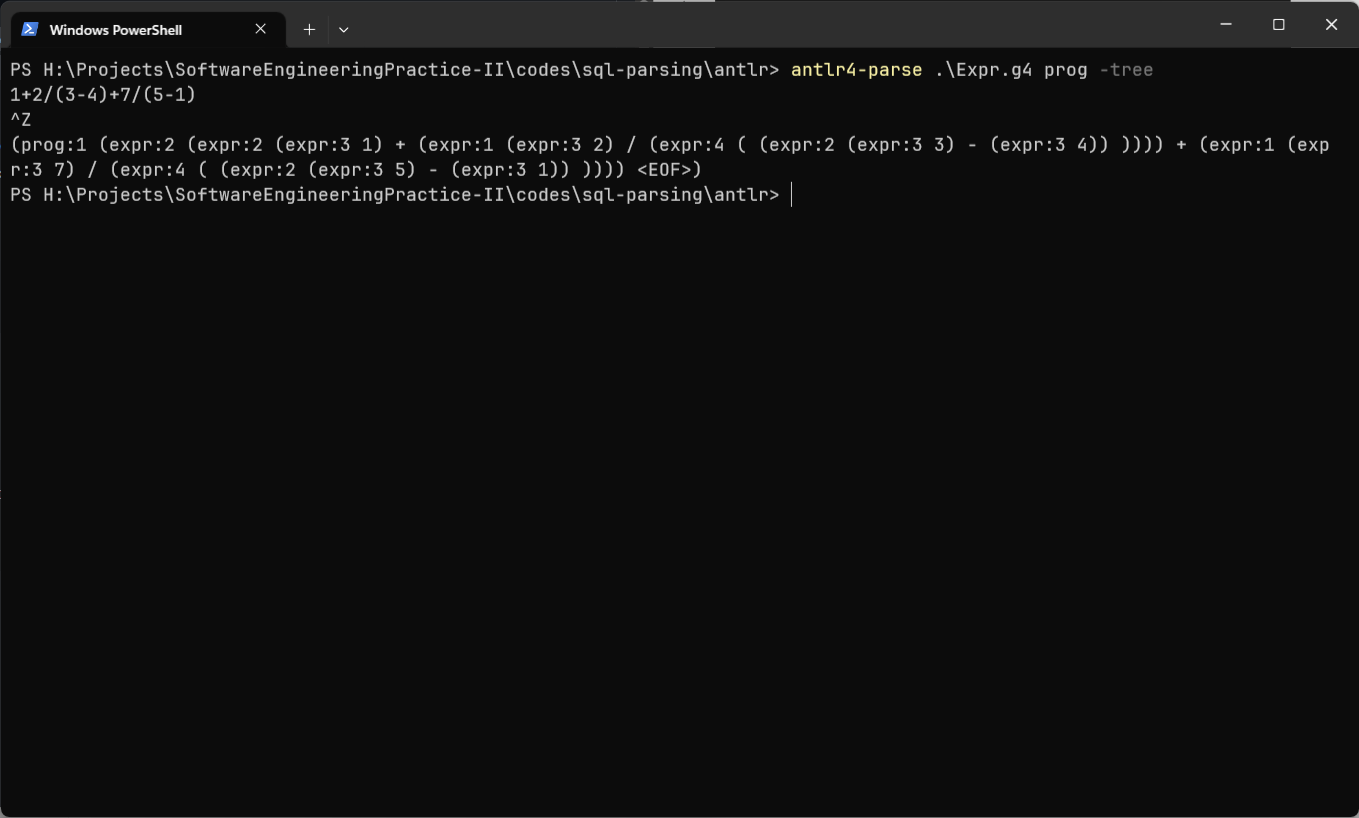 Windows PowerShell
PS H:\Projects\SoftwareEngineeringPractice-II\codes\sql-parsing\antlr> antlr4-parse .\Expr.g4 prog -tree
1+2/(3-4)+7/(5-1)
^Z
(prog:1 (expr:2 (expr:2 (expr:3 1) + (expr:1 (expr:3 2) / (expr:4 ( (expr:2 (expr:3 3) - (expr:3 4)) )))) + (expr:1 (exp
r:3 7) / (expr:4 ( (expr:2 (expr:3 5) - (expr:3 1)) )))) <EOF>)
PS H:\Projects\SoftwareEngineeringPractice-II\codes\sql-parsing\antlr>